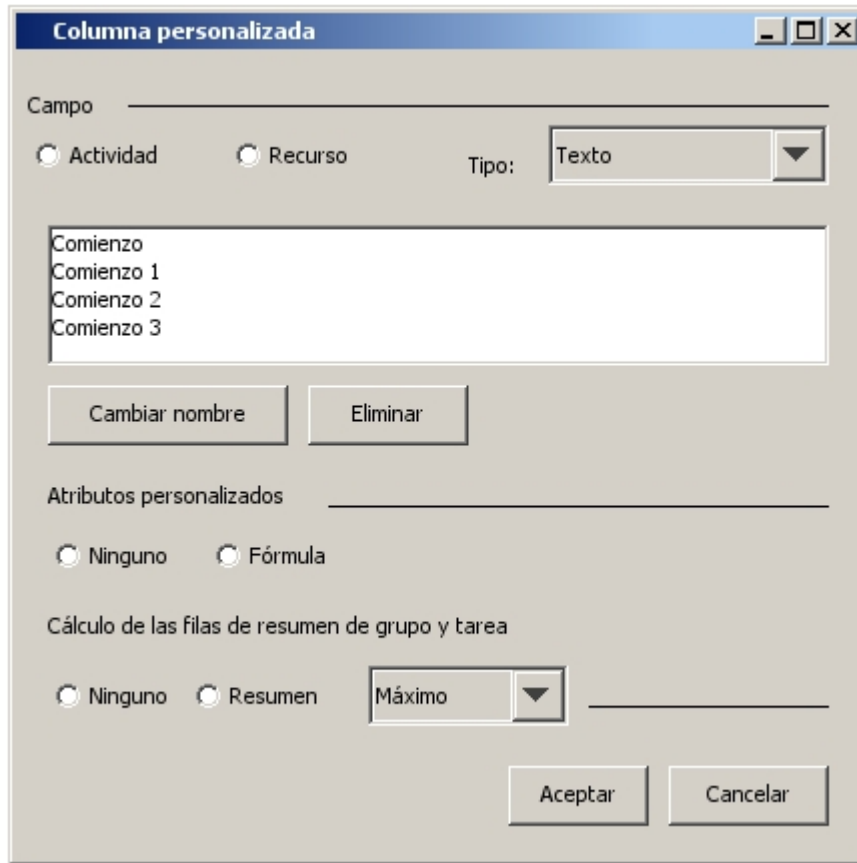 Columna personalizada
Campo
Actividad Recurso Tipo: Texto
Comienzo
Comienzo 1
Comienzo 2
Comienzo 3
Cambiar nombre Eliminar
Atributos personalizados
Ninguno Fórmula
Cálculo de las filas de resumen de grupo y tarea
Ninguno Resumen Máximo
Aceptar Cancelar